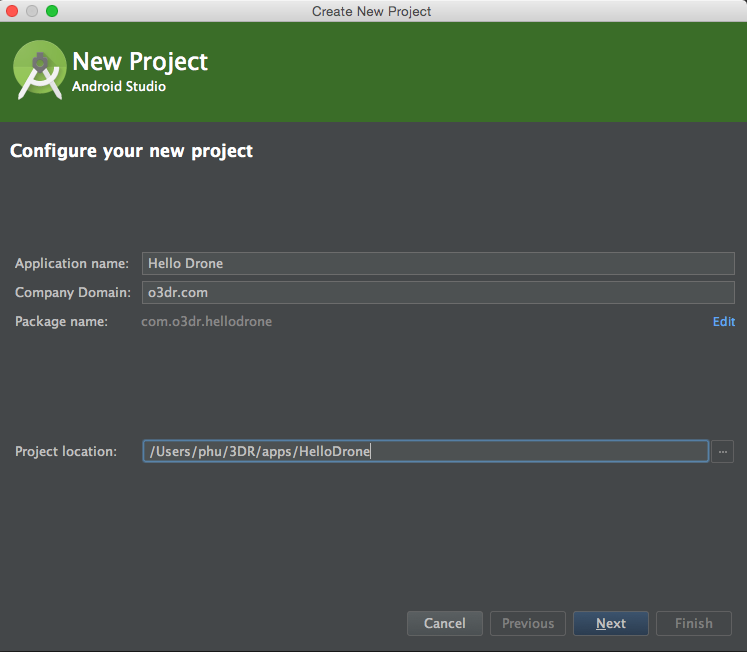 Create New Project
New Project
Android Studio
Configure your new project
Application name: Hello Drone
Company Domain: o3dr.com
Package name: com.o3dr.hellodrone Edit
Project location: /Users/phu/3DR/apps/HelloDrone ...
Cancel Previous Next Finish